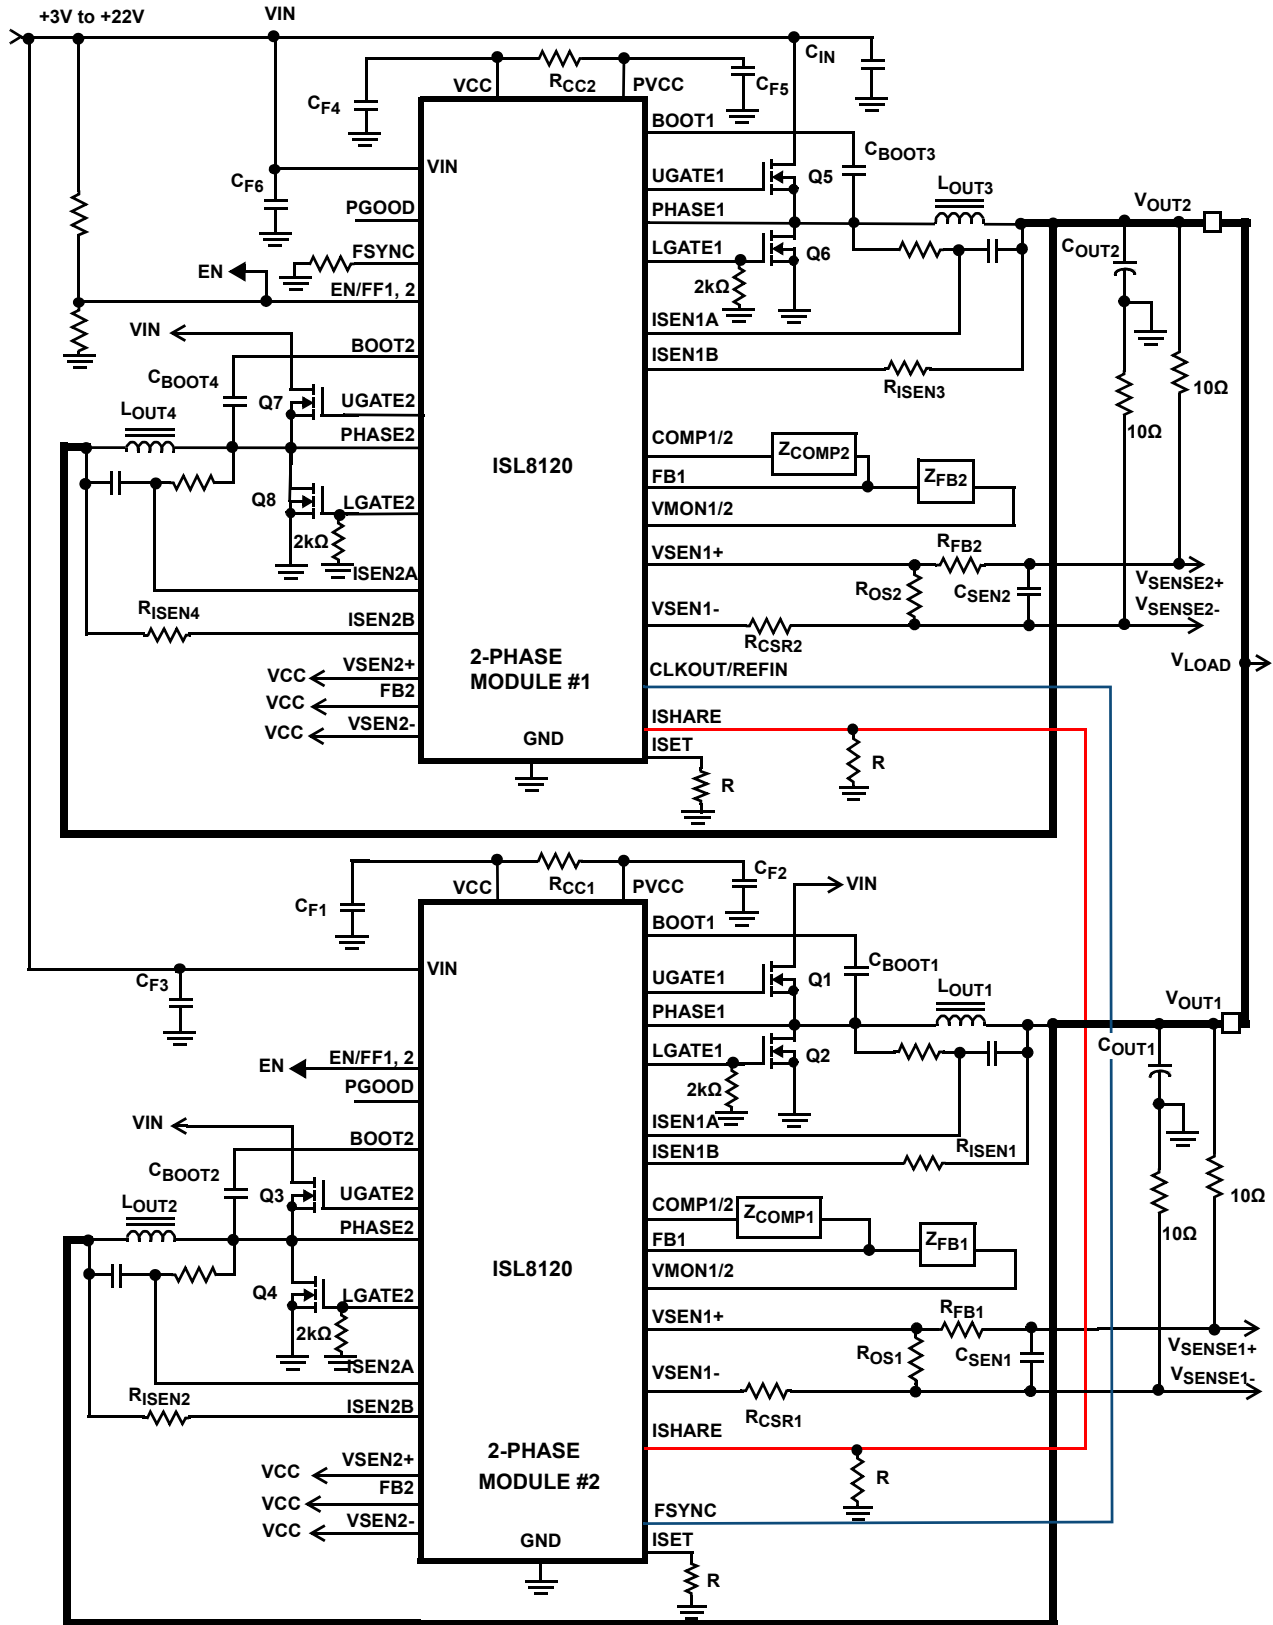 +3V to +22V
VIN
CIN
VCC
RCC2
PVCC
CF4
CF5
BOOT1
CBOOT3
VIN
UGATE1
Q5
LOUT3
CF6
PGOOD
PHASE1
VOUT2
FSYNC
LGATE1
Q6
COUT2
EN
EN/FF1, 2
2kΩ
VIN
ISEN1A
BOOT2
ISEN1B
CBOOT4
RISEN3
10Ω
LOUT4
Q7
UGATE2
10Ω
PHASE2
COMP1/2
ZCOMP2
ISL8120
FB1
ZFB2
Q8
LGATE2
VMON1/2
2kΩ
VSEN1+
RFB2
ISEN2A
ROS2
CSEN2
VSENSE2+
RISEN4
ISEN2B
VSEN1-
VSENSE2-
RCSR2
2-PHASE
MODULE #1
VCC
VSEN2+
CLKOUT/REFIN
VLOAD
VCC
FB2
VCC
VSEN2-
ISHARE
GND
ISET
R
R
VCC
RCC1
PVCC
CF2
VIN
CF1
BOOT1
CBOOT1
VIN
CF3
UGATE1
Q1
LOUT1
PHASE1
VOUT1
EN
EN/FF1, 2
LGATE1
Q2
COUT1
PGOOD
2kΩ
VIN
ISEN1A
BOOT2
ISEN1B
RISEN1
CBOOT2
LOUT2
Q3
UGATE2
10Ω
PHASE2
COMP1/2
ZCOMP1
10Ω
ISL8120
FB1
ZFB1
Q4
LGATE2
VMON1/2
2kΩ
VSEN1+
RFB1
ISEN2A
ROS1
CSEN1
VSENSE1+
RISEN2
ISEN2B
VSEN1-
VSENSE1-
RCSR1
ISHARE
2-PHASE
MODULE #2
VCC
VSEN2+
R
VCC
FB2
VCC
VSEN2-
FSYNC
GND
ISET
R